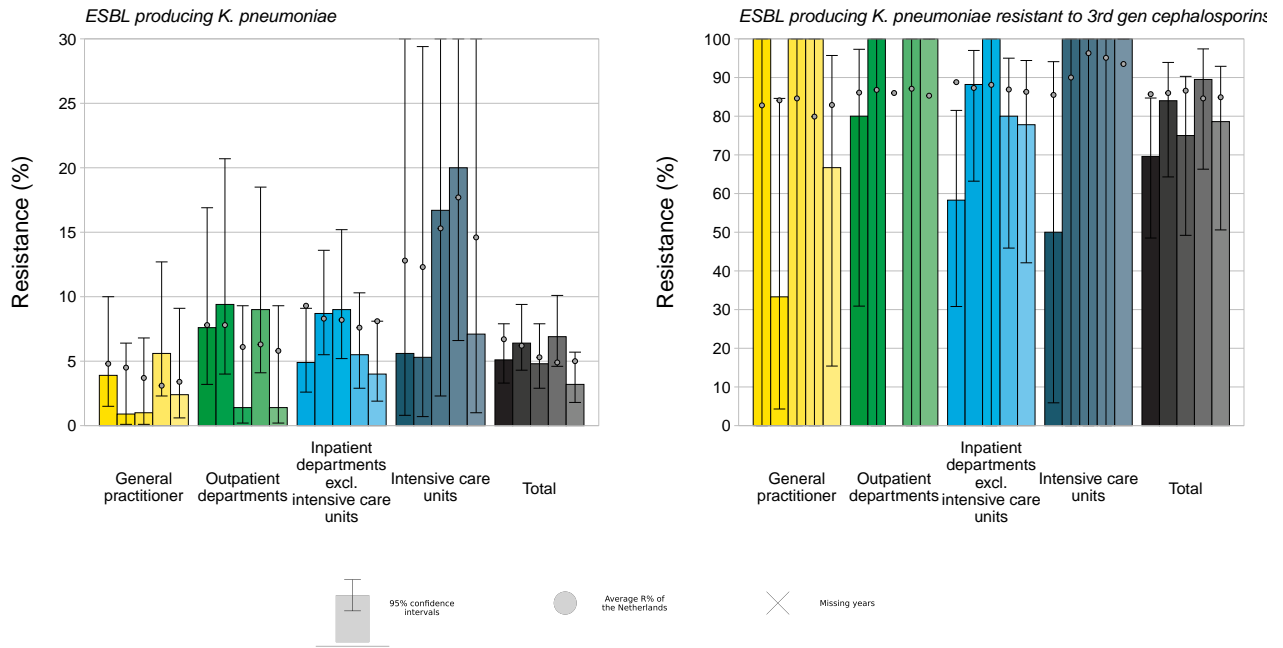 ESBL producing K. pneumoniae
30
25
20
15
10
5
0
Resistance (%)
General
practitioner
Outpatient
departments
Inpatient
departments
excl.
intensive care
units
Intensive care
units
Total
ESBL producing K. pneumoniae resistant to 3rd gen cephalosporins
100
90
80
70
60
50
40
30
20
10
0
Resistance (%)
General
practitioner
Outpatient
departments
Inpatient
departments
excl.
intensive care
units
Intensive care
units
Total
95% confidence
intervals
Average R% of
the Netherlands
Missing years